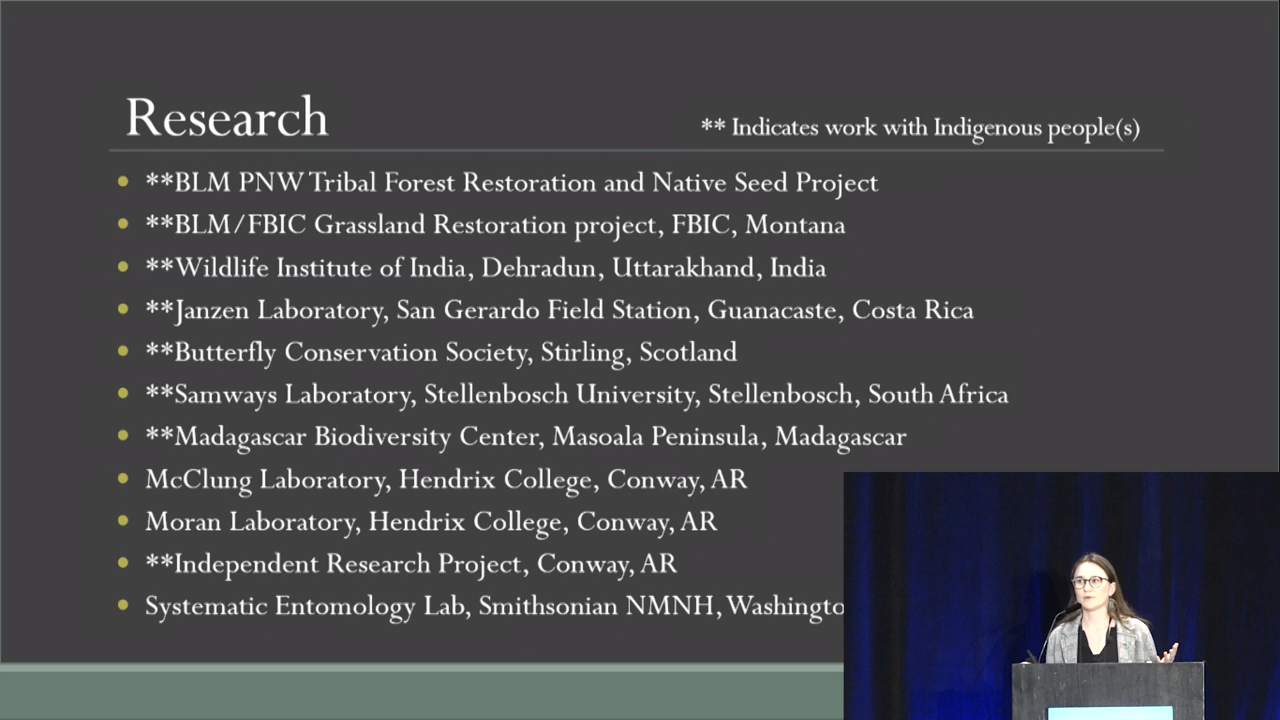 Research
** Indicates work with Indigenous people(s)
**BLM PNW Tribal Forest Restoration and Native Seed Project
**BLM/FBIC Grassland Restoration project, FBIC, Montana
**Wildlife Institute of India, Dehradun, Uttarakhand, India
**Janzen Laboratory, San Gerardo Field Station, Guanacaste, Costa Rica
**Butterfly Conservation Society, Stirling, Scotland
**Samways Laboratory, Stellenbosch University, Stellenbosch, South Africa
**Madagascar Biodiversity Center, Masoala Peninsula, Madagascar
McClung Laboratory, Hendrix College, Conway, AR
Moran Laboratory, Hendrix College, Conway, AR
**Independent Research Project, Conway, AR
Systematic Entomology Lab, Smithsonian NMNH, Washingto